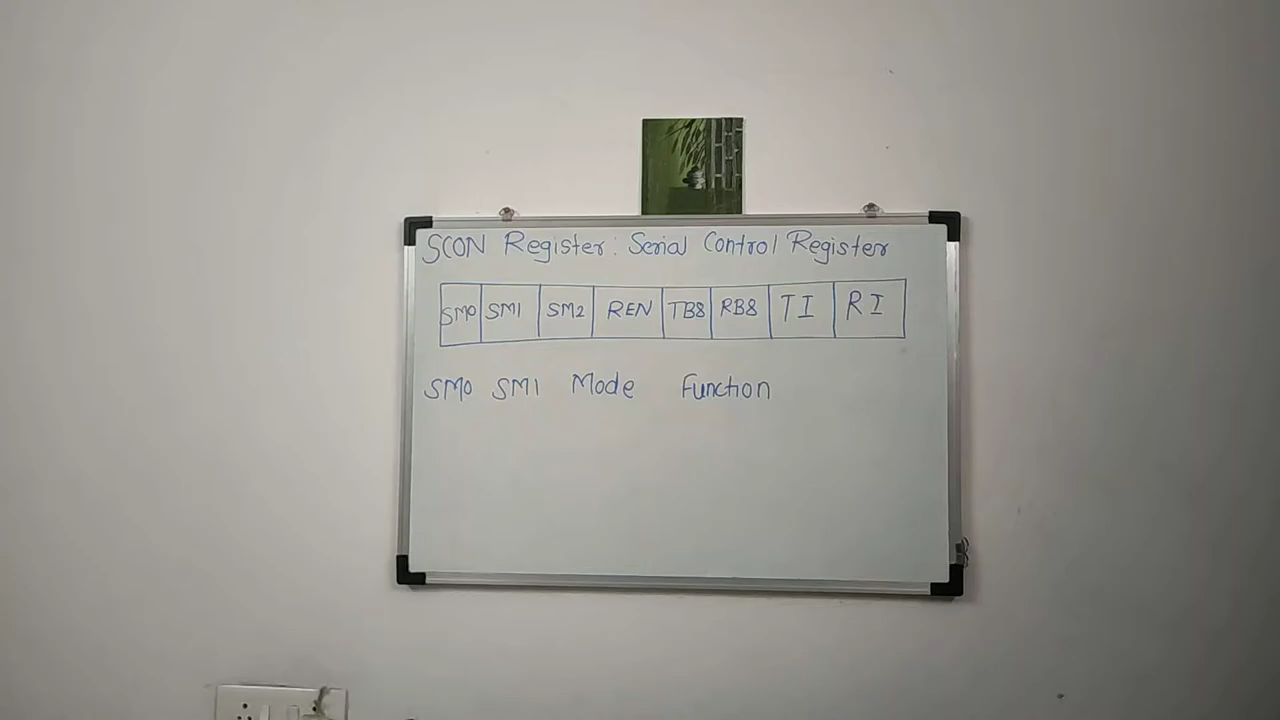 SCON Register: Serial Control Register
SM0 SM1 SM2 REN TB8 RB8 TI RI
SM0 SM1 Mode Function